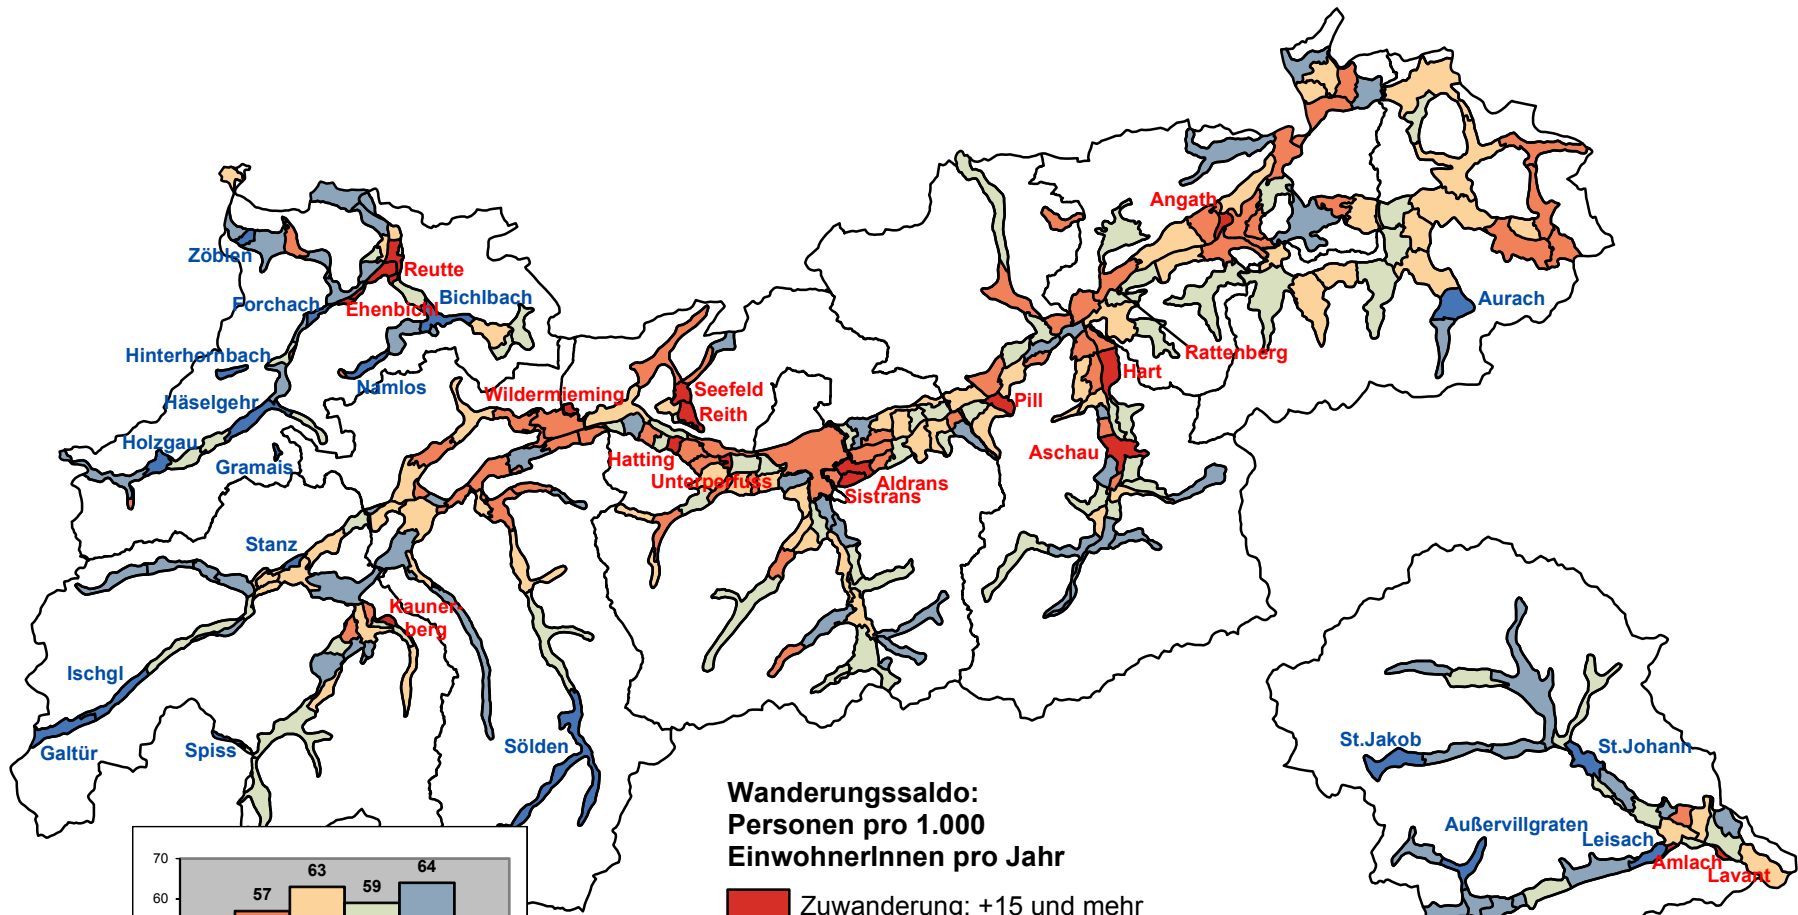 Angath
Zöblen
Reutte
Bichlbach
Forchach
Ehenbichl
Aurach
Hinterhornbach
Rattenberg
Namlos
Hart
Wildermieming
Seefeld
Häselgehr
Pill
Reith
Holzgau
Aschau
Hatting
Gramais
Unterperfuss
Aldrans
Sistrans
Stanz
Kauner-
berg
Ischgl
Galtür
Spiss
Sölden
St.Jakob
St.Johann
Außervillgraten
Leisach
Amlach
Lavant
Wanderungssaldo:
Personen pro 1.000
EinwohnerInnen pro Jahr
Zuwanderung: +15 und mehr
70
60
57
63
59
64